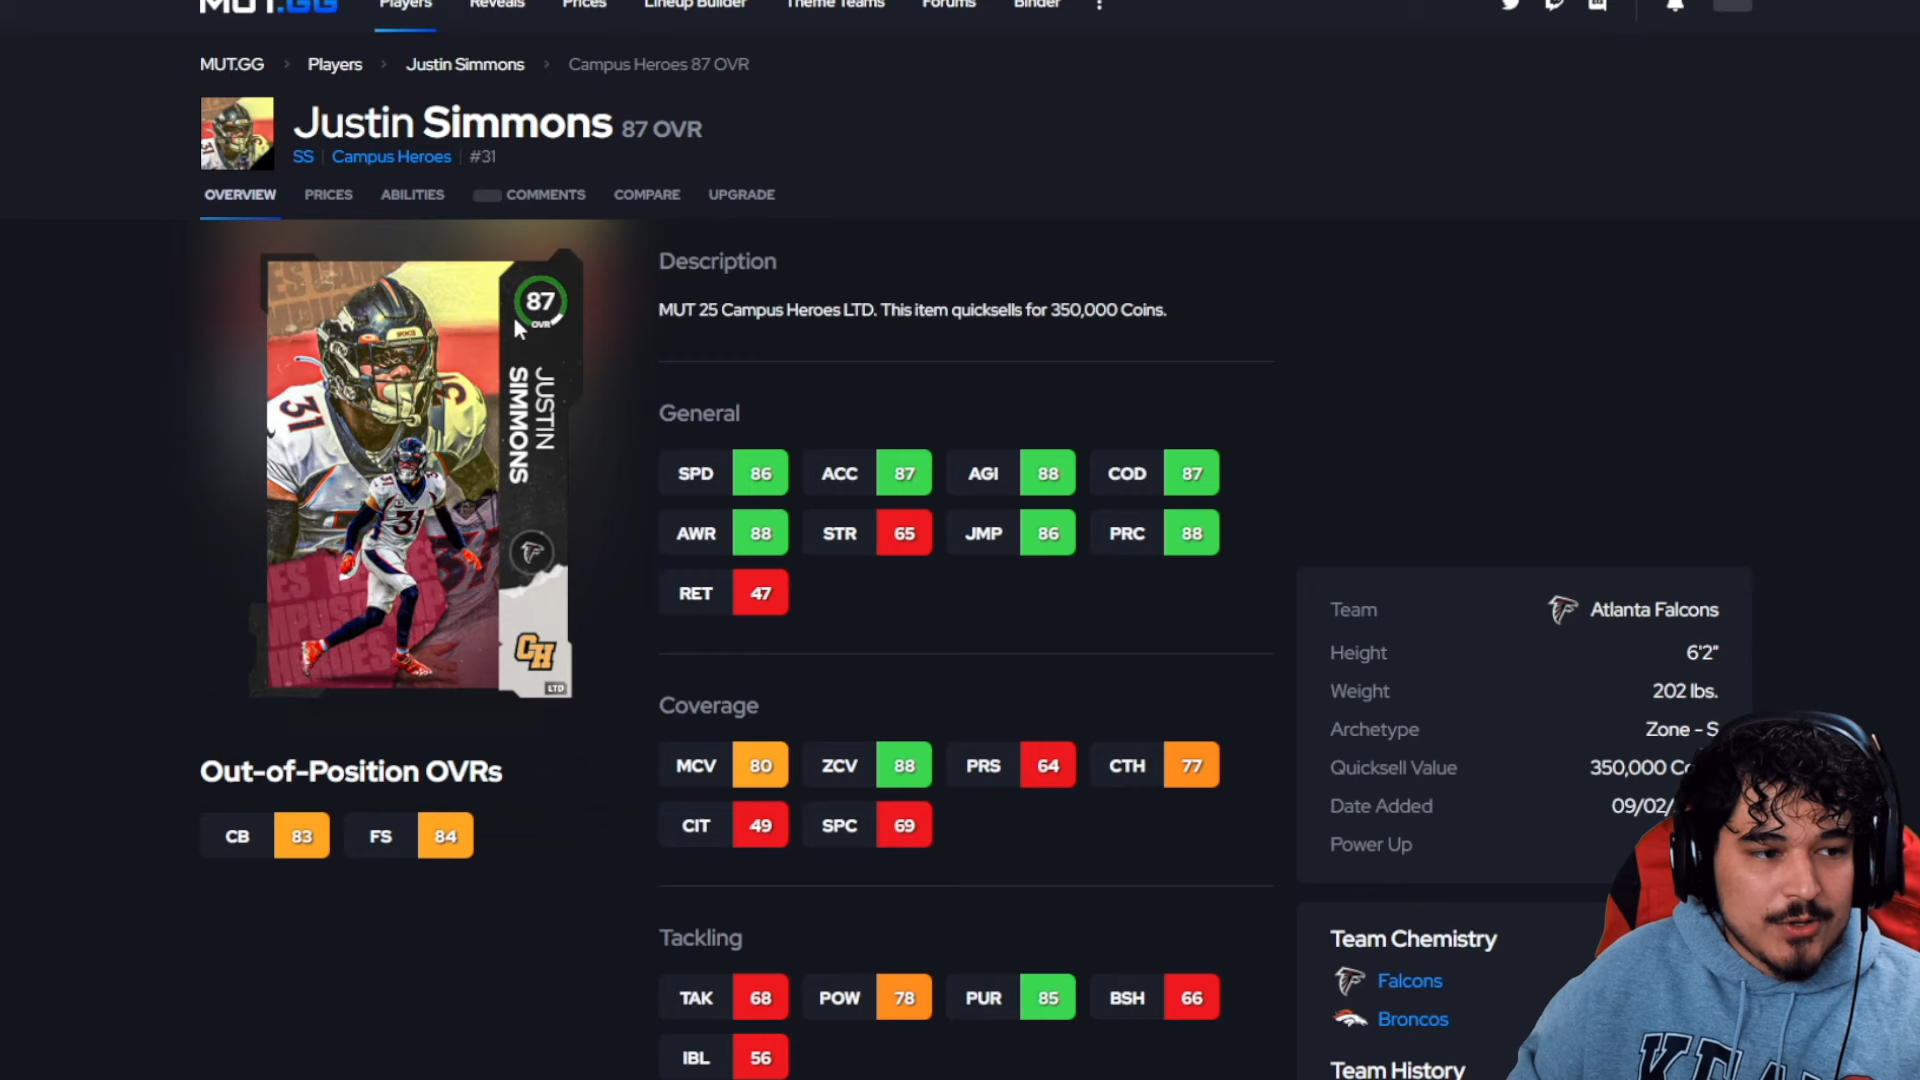 MUT.GG Players Reveals Prices Lineup Builder Theme Teams Forums Binder
MUT.GG > Players > Justin Simmons > Campus Heroes 87 OVR
Justin Simmons 87 OVR
SS | Campus Heroes | #31
OVERVIEW PRICES ABILITIES COMMENTS COMPARE UPGRADE
87
OVR
JUSTIN
SIMMONS
31
31
CH
LTD
Out-of-Position OVRs
CB 83 FS 84
Description
MUT 25 Campus Heroes LTD. This item quicksells for 350,000 Coins.
General
SPD 86 ACC 87 AGI 88 COD 87
AWR 88 STR 65 JMP 86 PRC 88
RET 47
Coverage
MCV 80 ZCV 88 PRS 64 CTH 77
CIT 49 SPC 69
Tackling
TAK 68 POW 78 PUR 85 BSH 66
IBL 56
Team Atlanta Falcons
Height 6'2"
Weight 202 lbs.
Archetype Zone - S
Quicksell Value 350,000
Date Added 09/02/
Power Up
Team Chemistry
Falcons
Broncos
Team History